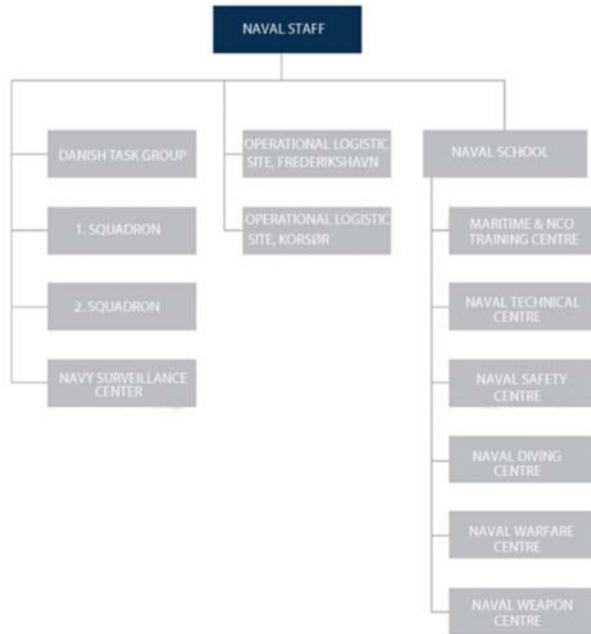 NAVAL STAFF
DANISH TASK GROUP
1. SQUADRON
2. SQUADRON
NAVY SURVEILLANCE
CENTER
OPERATIONAL LOGISTIC
SITE, FREDERIKSHAVN
OPERATIONAL LOGISTIC
SITE, KORSØR
NAVAL SCHOOL
MARITIME & NCO
TRAINING CENTRE
NAVAL TECHNICAL
CENTRE
NAVAL SAFETY
CENTRE
NAVAL DIVING
CENTRE
NAVAL WARFARE
CENTRE
NAVAL WEAPON
CENTRE